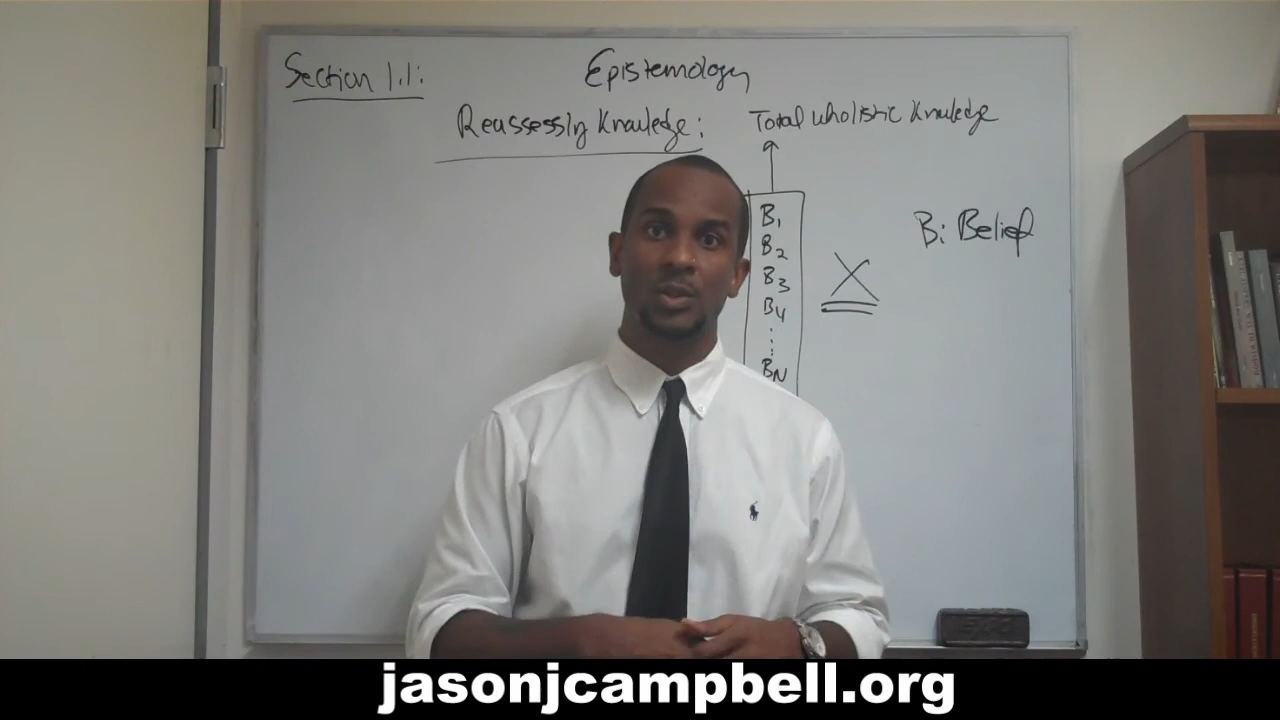 Section 1.1:
Epistemology
Reassessing Knowledge:
Total wholistic Knowledge
B1
B2
B3
B4
BN
X
B: Belief
jasonjcampbell.org